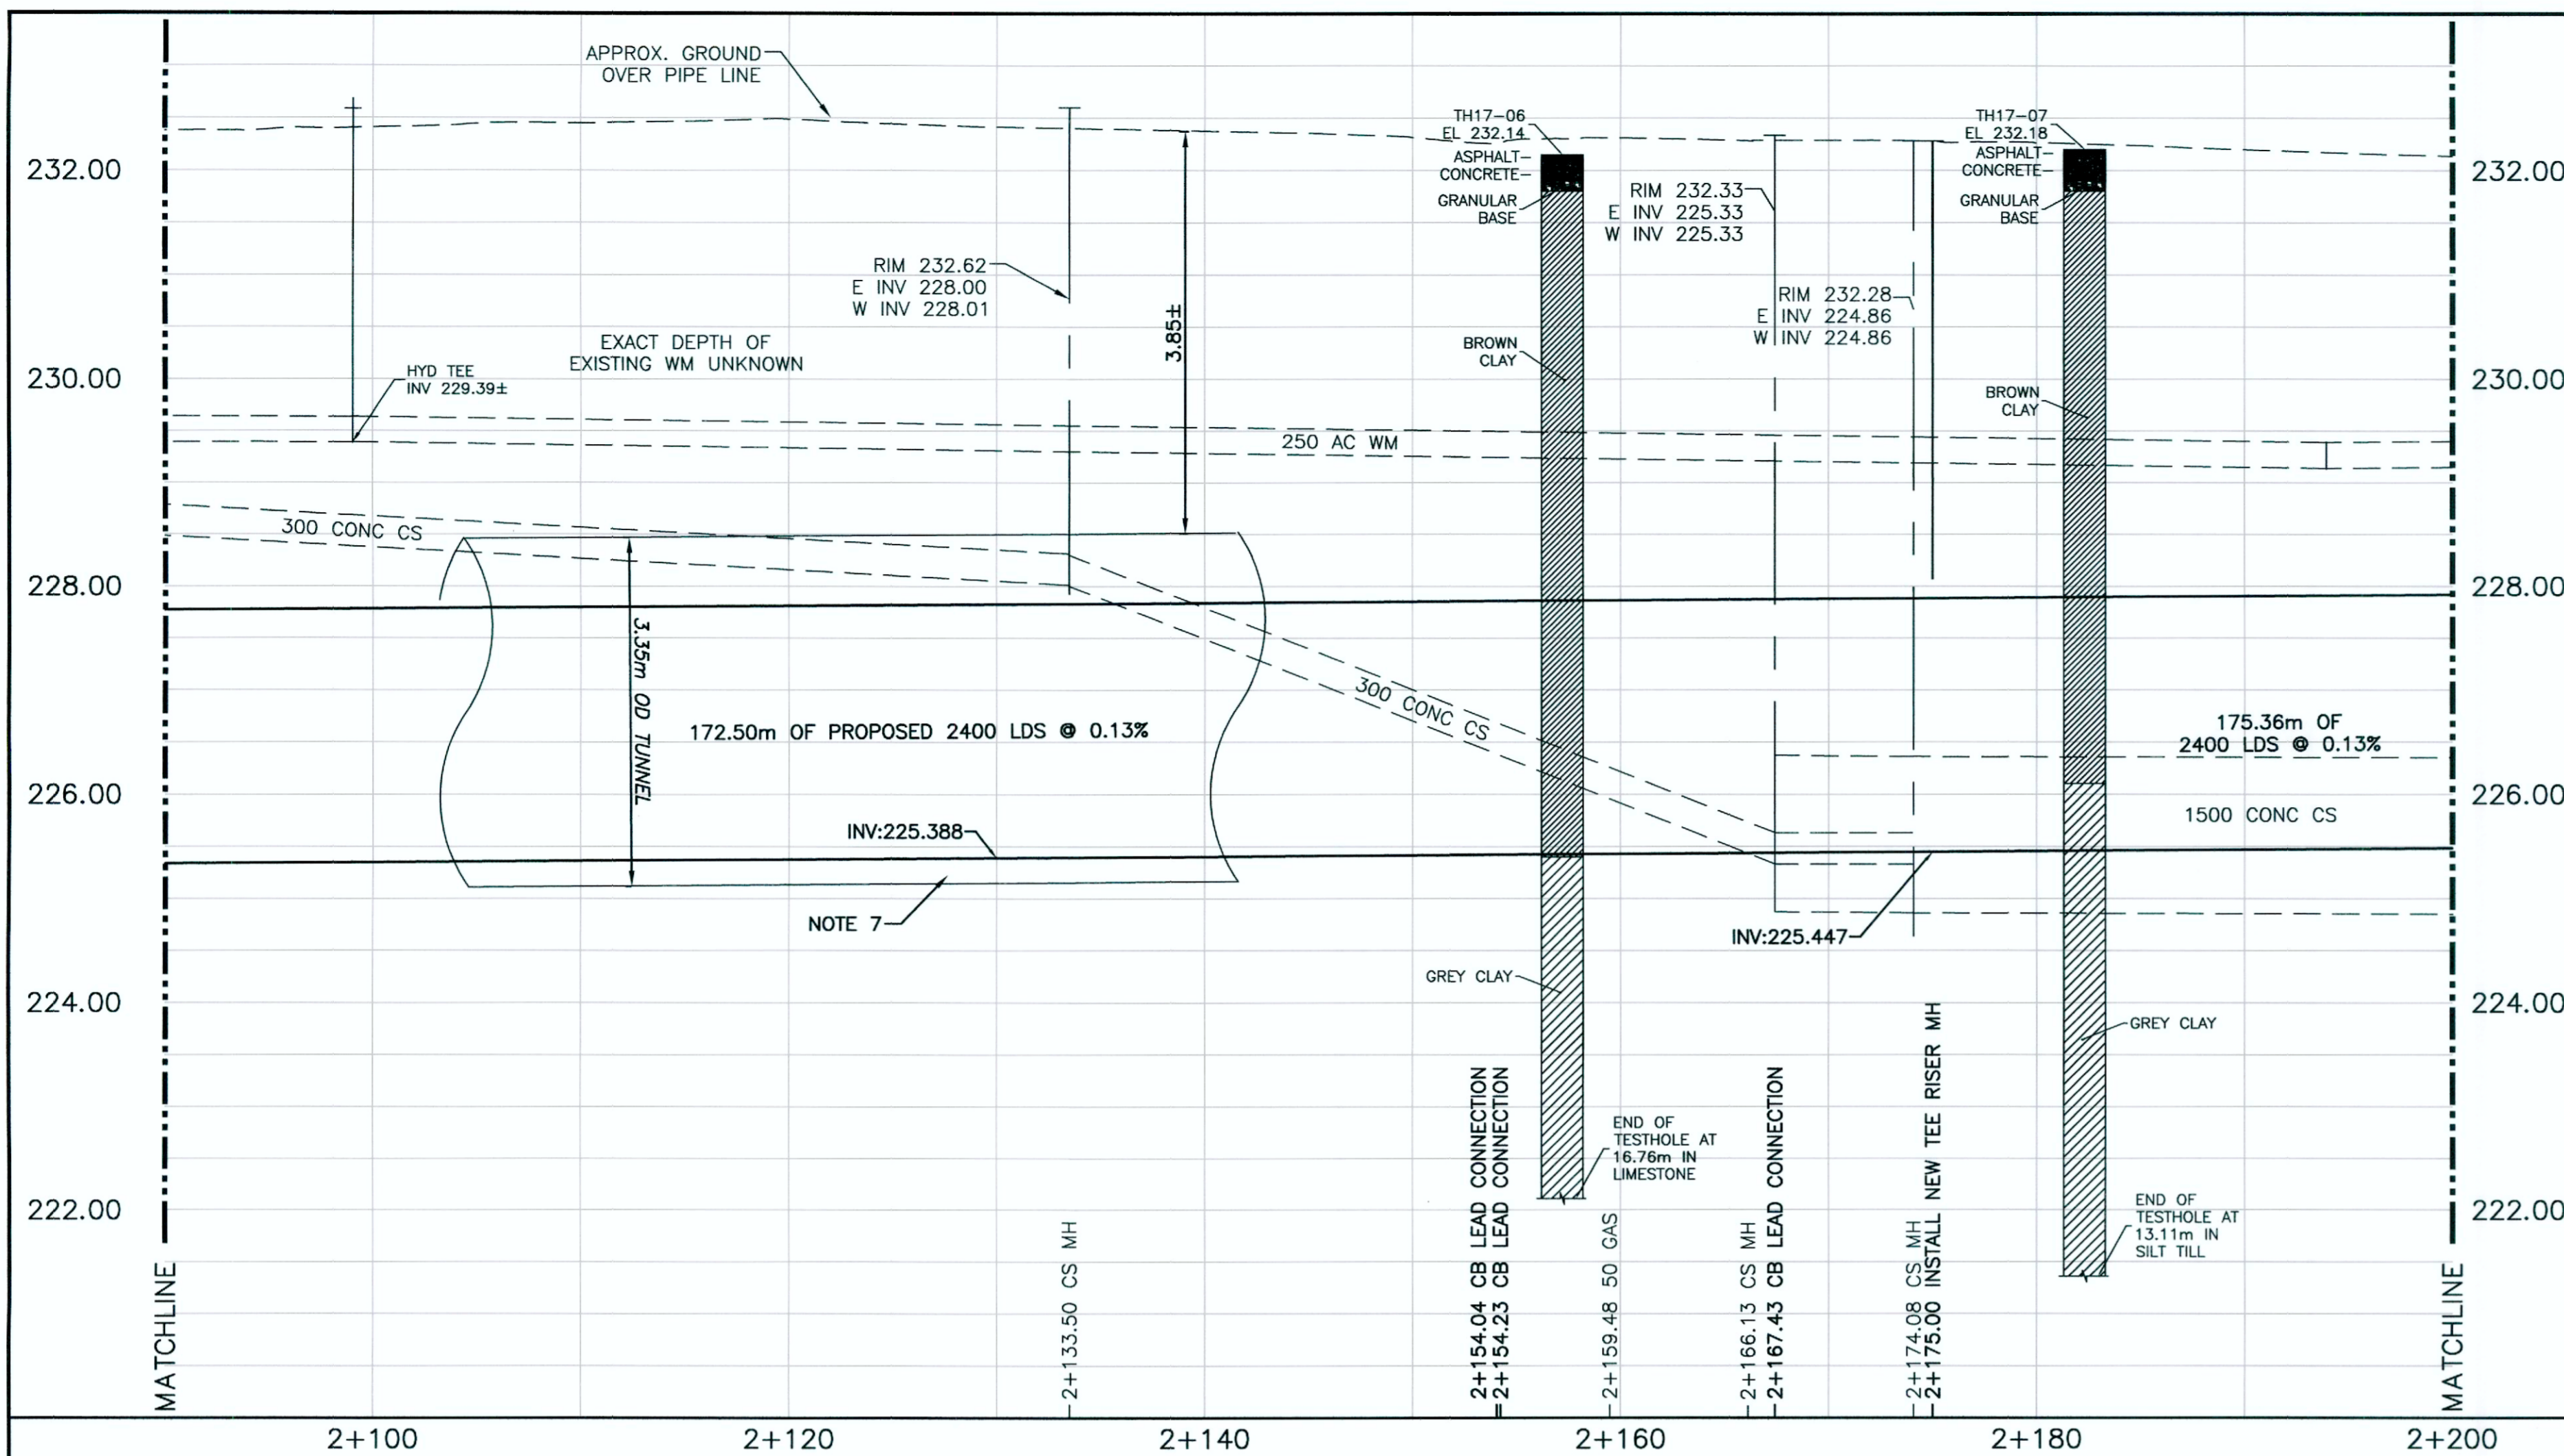 APPROX. GROUND
OVER PIPE LINE
TH17-06
EL 232.14
ASPHALT
CONCRETE
GRANULAR
BASE
TH17-07
EL 232.18
ASPHALT
CONCRETE
GRANULAR
BASE
232.00
232.00
RIM 232.33
E INV 225.33
W INV 225.33
RIM 232.62
E INV 228.00
W INV 228.01
RIM 232.28
E INV 224.86
W INV 224.86
3.85±
EXACT DEPTH OF
EXISTING WM UNKNOWN
BROWN
CLAY
HYD TEE
INV 229.39±
230.00
230.00
BROWN
CLAY
250 AC WM
300 CONC CS
228.00
228.00
3.35m OD TUNNEL
300 CONC CS
172.50m OF PROPOSED 2400 LDS @ 0.13%
175.36m OF
2400 LDS @ 0.13%
226.00
226.00
1500 CONC CS
INV:225.388
NOTE 7
INV:225.447
GREY CLAY
224.00
224.00
GREY CLAY
END OF
TESTHOLE AT
16.76m IN
LIMESTONE
222.00
222.00
END OF
TESTHOLE AT
13.11m IN
SILT TILL
MATCHLINE
2+133.50 CS MH
2+154.04 CB LEAD CONNECTION
2+154.23 CB LEAD CONNECTION
2+159.48 50 GAS
2+166.13 CS MH
2+167.43 CB LEAD CONNECTION
2+174.08 CS MH
2+175.00 INSTALL NEW TEE RISER MH
MATCHLINE
2+100
2+120
2+140
2+160
2+180
2+200